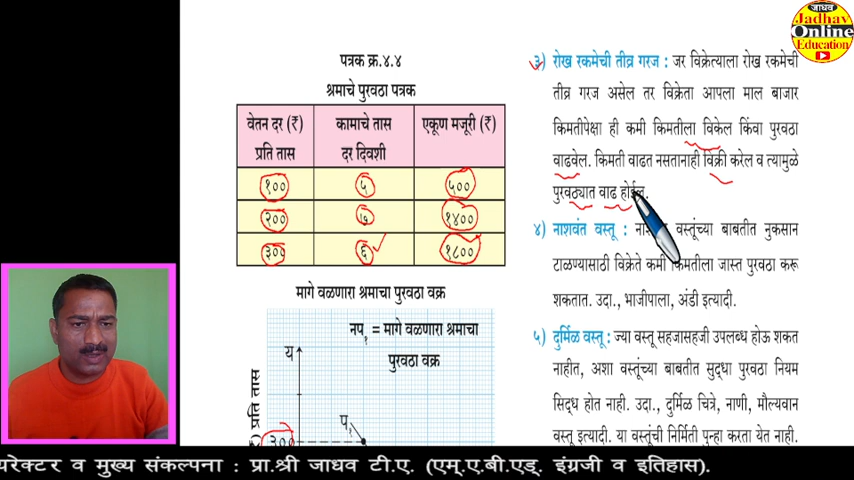 पत्रक क्र.४.४
श्रमाचे पुरवठा पत्रक
वेतन दर (₹) प्रति तास
कामाचे तास दर दिवशी
एकूण मजूरी (₹)
१०० ५ ५००
२०० ७ १४००
३०० ६ १८००
मागे वळणारा श्रमाचा पुरवठा वक्र
नप१ = मागे वळणारा श्रमाचा
पुरवठा वक्र
य
प१
प्रति तास
३००
३) रोख रकमेची तीव्र गरज : जर विक्रेत्याला रोख रकमेची
तीव्र गरज असेल तर विक्रेता आपला माल बाजार
किमतीपेक्षा ही कमी किमतीला विकेल किंवा पुरवठा
वाढवेल. किमती वाढत नसतानाही विक्री करेल व त्यामुळे
पुरवठ्यात वाढ होईल.
४) नाशवंत वस्तू : वस्तूंच्या बाबतीत नुकसान
टाळण्यासाठी विक्रेते कमी किमतीला जास्त पुरवठा करू
शकतात. उदा., भाजीपाला, अंडी इत्यादी.
५) दुर्मिळ वस्तू : ज्या वस्तू सहजासहजी उपलब्ध होऊ शकत
नाहीत, अशा वस्तूंच्या बाबतीत सुद्धा पुरवठा नियम
सिद्ध होत नाही. उदा., दुर्मिळ चित्रे, नाणी, मौल्यवान
वस्तू इत्यादी. या वस्तूंची निर्मिती पुन्हा करता येत नाही.
जाधव
Jadhav
Online
Education
यरेक्टर व मुख्य संकल्पना : प्रा.श्री जाधव टी.ए. (एम्.ए.बी.एड्. इंग्रजी व इतिहास).